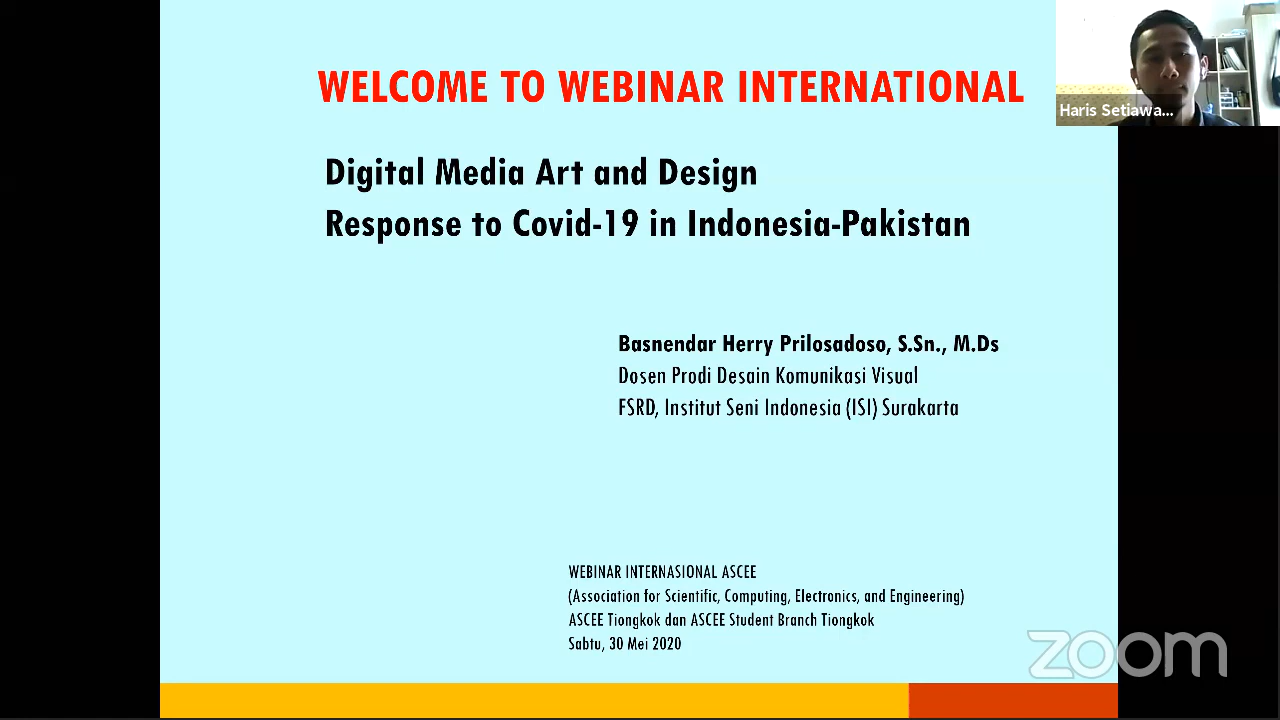 WELCOME TO WEBINAR INTERNATIONAL
Haris Setiawa...
Digital Media Art and Design
Response to Covid-19 in Indonesia-Pakistan
Basnendar Herry Prilosadoso, S.Sn., M.Ds
Dosen Prodi Desain Komunikasi Visual
FSRD, Institut Seni Indonesia (ISI) Surakarta
WEBINAR INTERNASIONAL ASCEE
(Association for Scientific, Computing, Electronics, and Engineering)
ASCEE Tiongkok dan ASCEE Student Branch Tiongkok
Sabtu, 30 Mei 2020
zoom